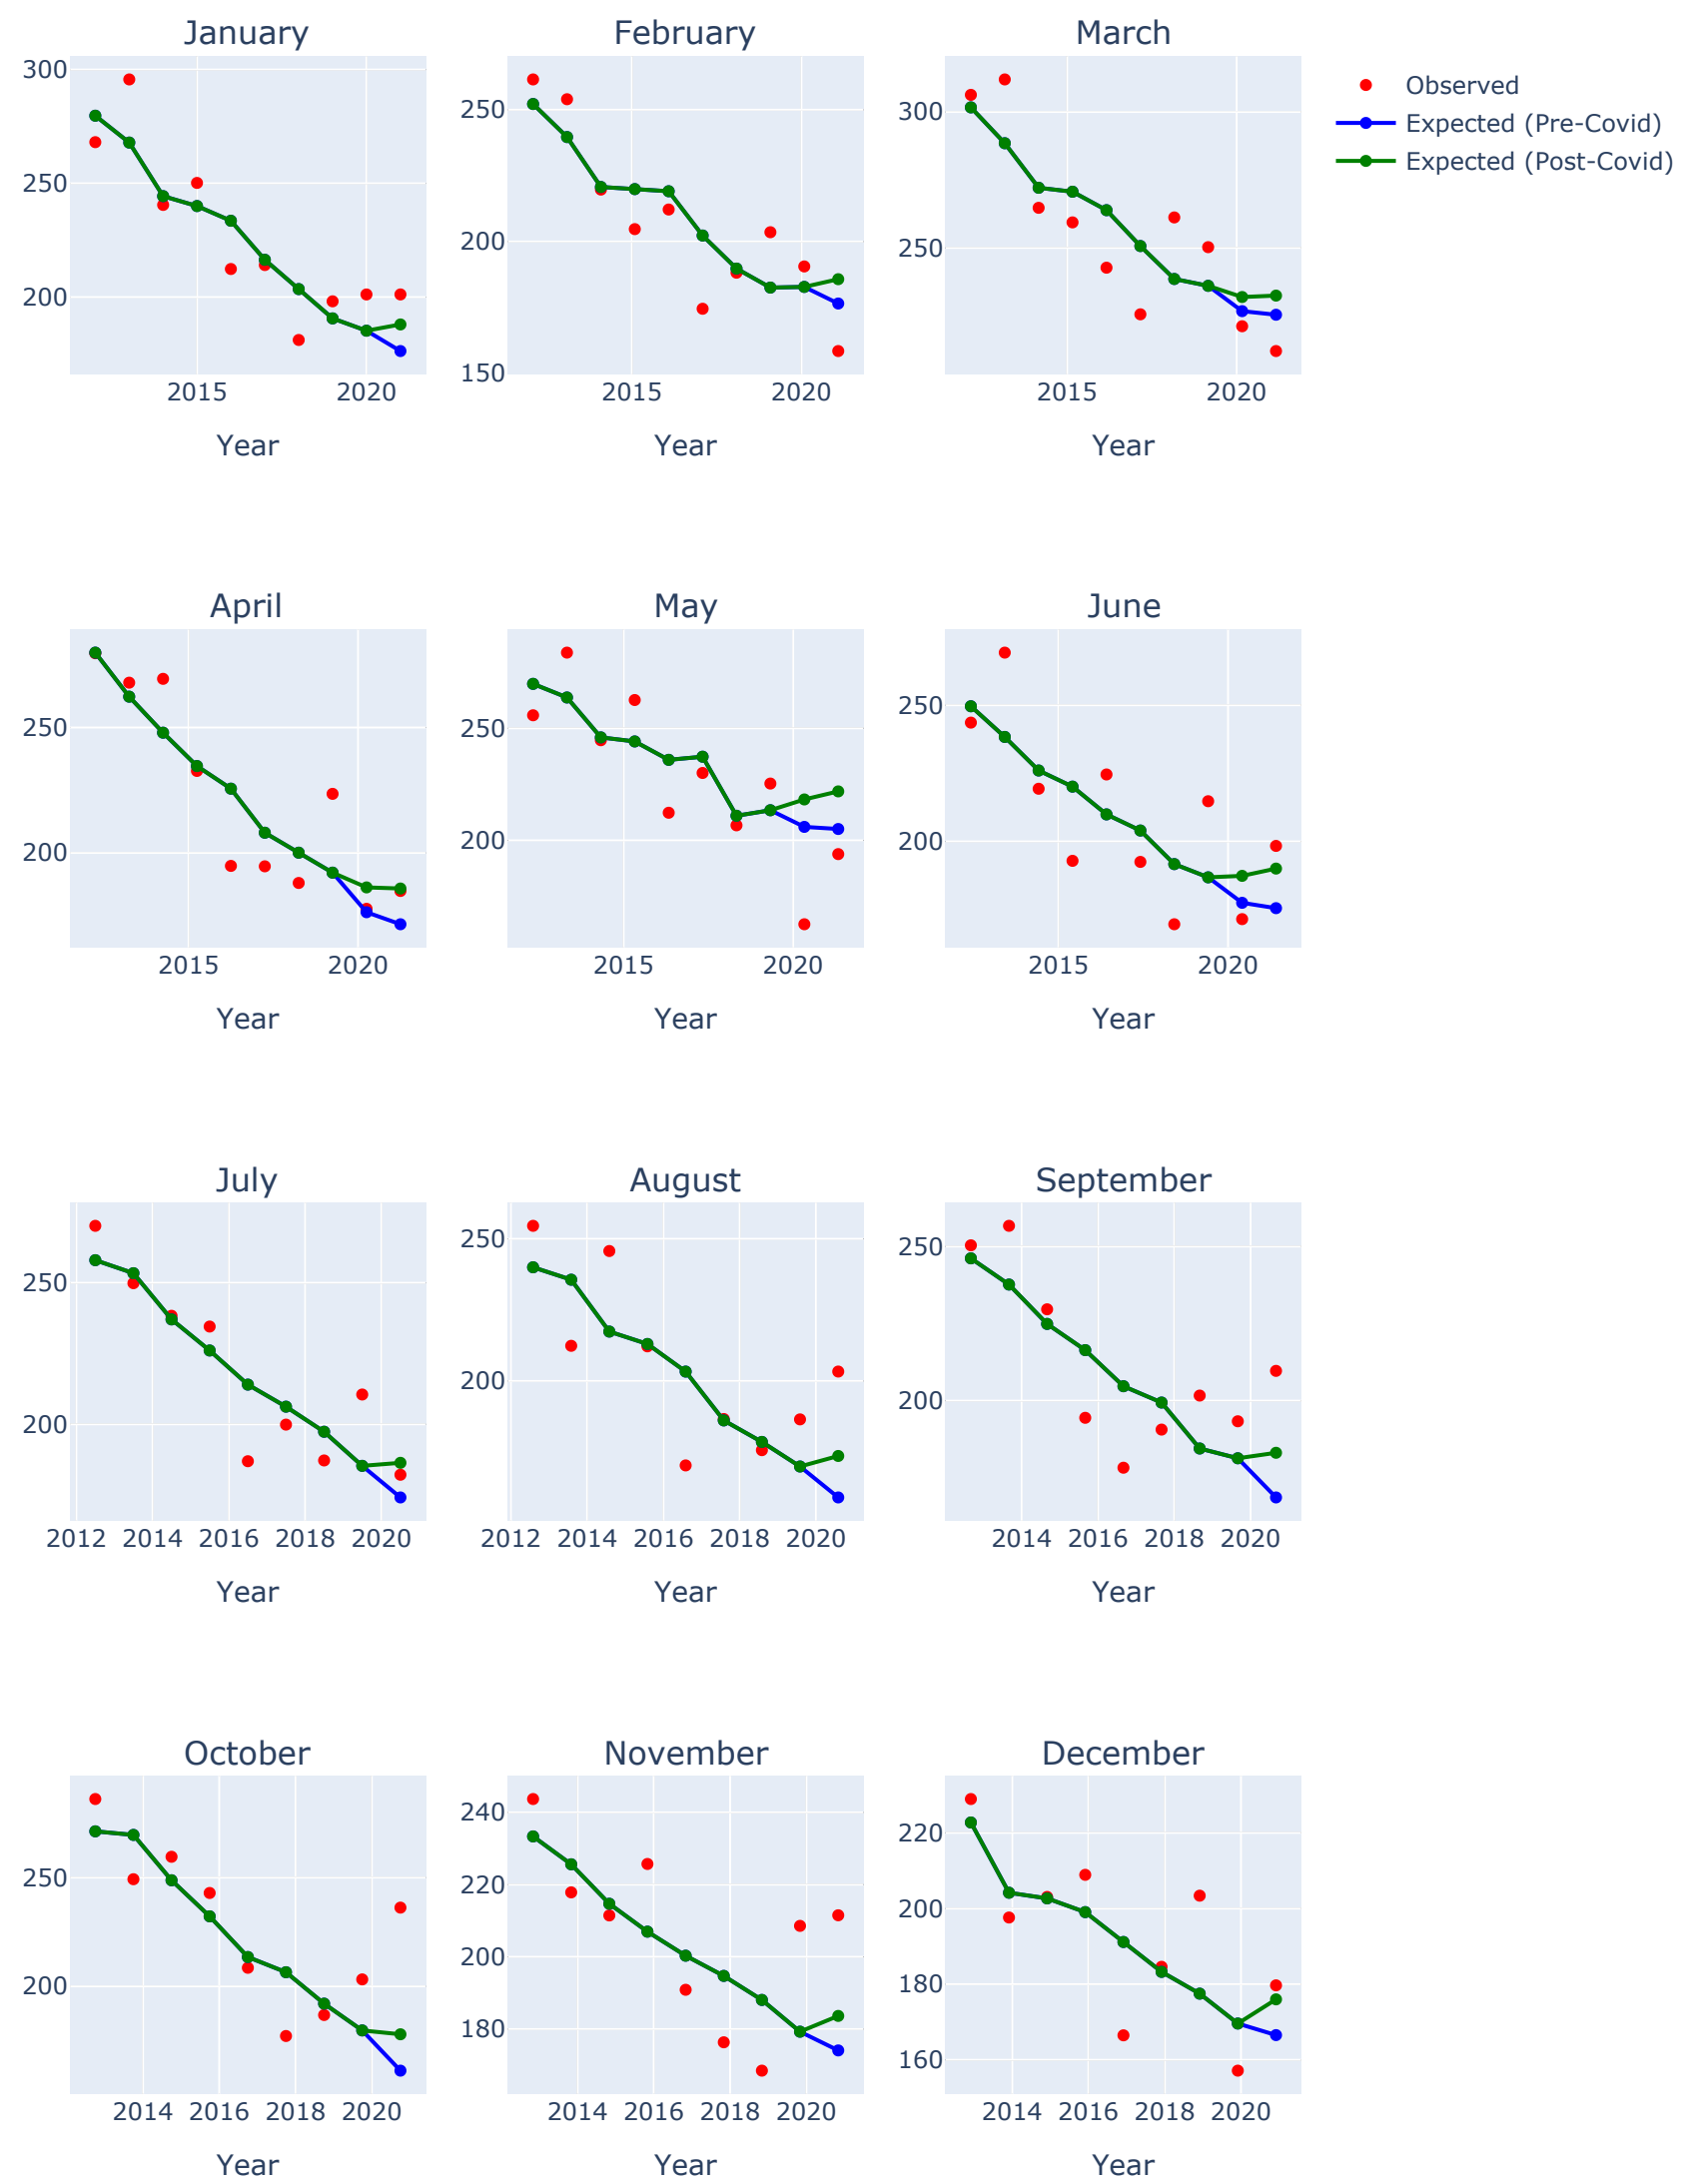 January
February
March
300
250
200
2015
2020
Year
250
200
150
2015
2020
Year
300
250
2015
2020
Year
Observed
Expected (Pre-Covid)
Expected (Post-Covid)
April
May
June
250
200
2015
2020
Year
250
200
2015
2020
Year
250
200
2015
2020
Year
July
August
September
250
200
2012
2014
2016
2018
2020
Year
250
200
2012
2014
2016
2018
2020
Year
250
200
2014
2016
2018
2020
Year
October
November
December
250
200
2014
2016
2018
2020
Year
240
220
200
180
2014
2016
2018
2020
Year
220
200
180
160
2014
2016
2018
2020
Year